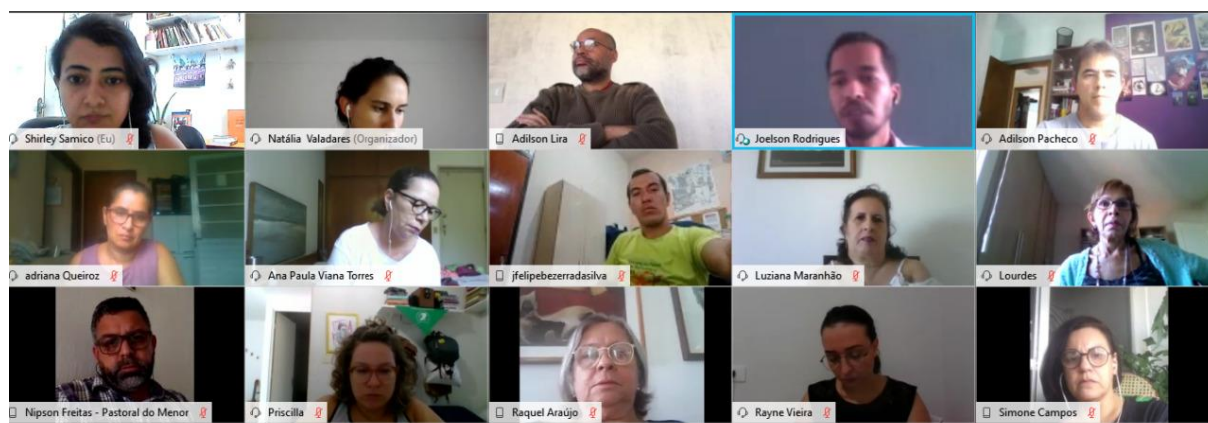 Shirley Samico (Eu)
Natália Valadares (Organizador)
Adilson Lira
Joelson Rodrigues
Adilson Pacheco
adriana Queiroz
Ana Paula Viana Torres
jfelipebezerradasilva
Luziana Maranhão
Lourdes
Nipson Freitas - Pastoral do Menor
Priscilla
Raquel Araújo
Rayne Vieira
Simone Campos